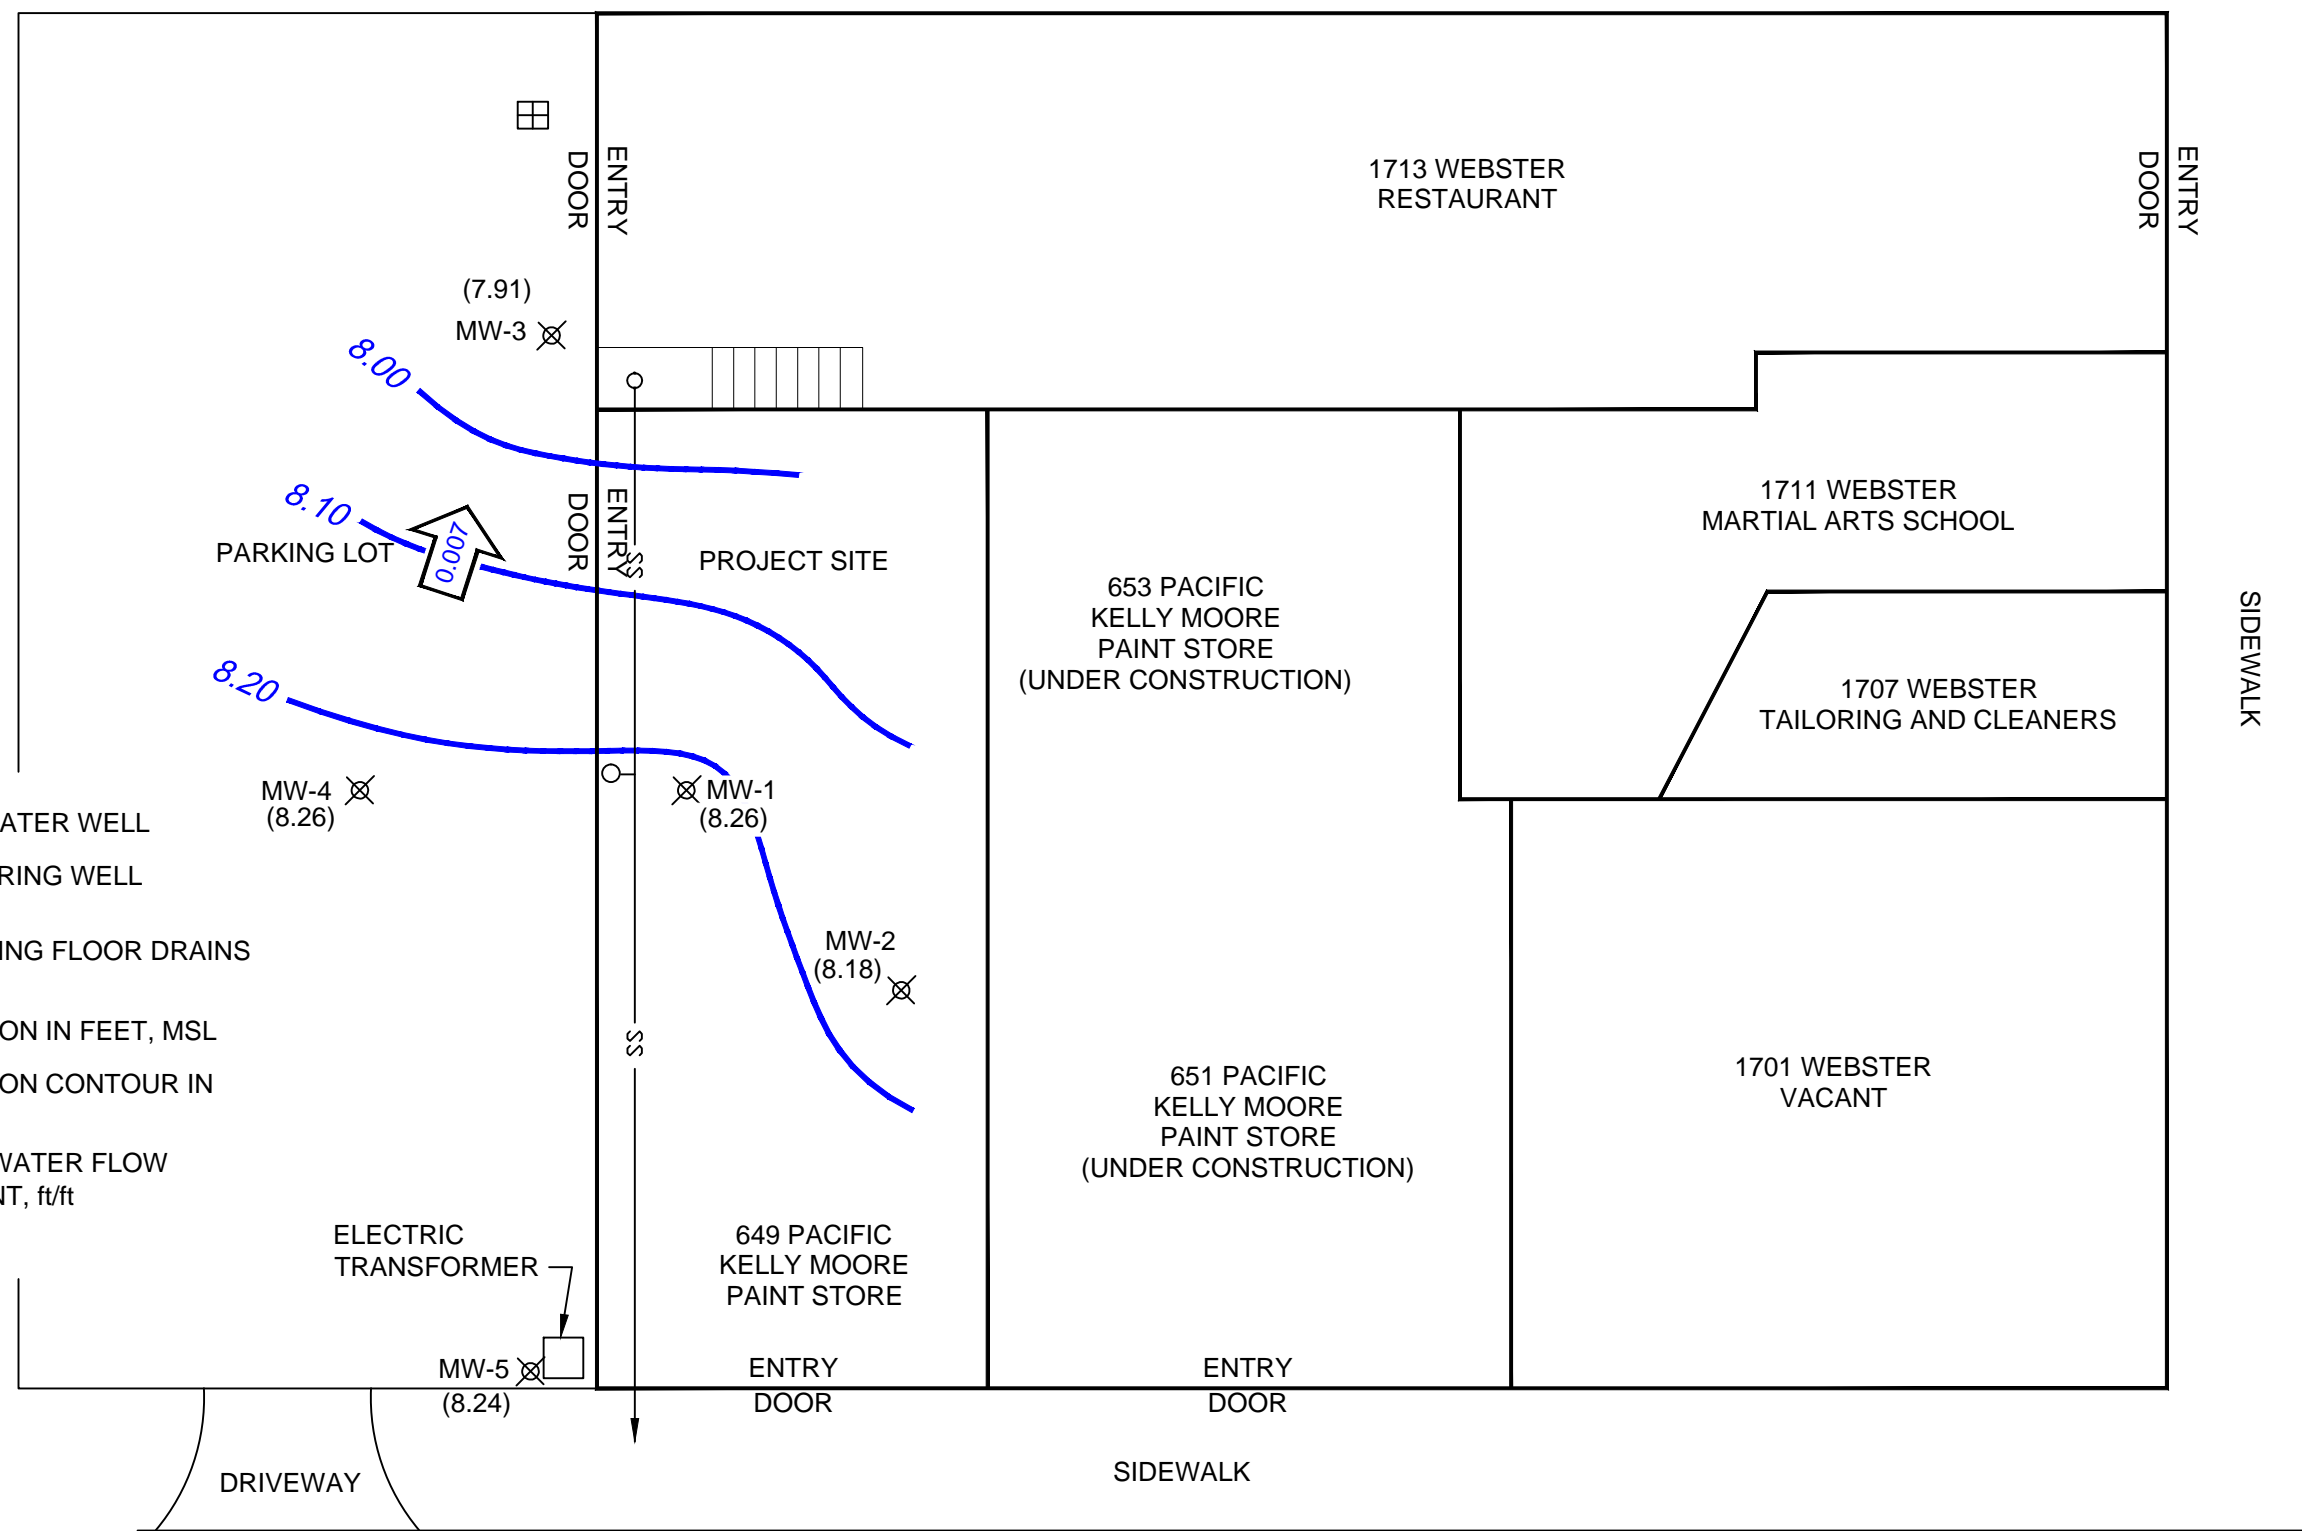 DOOR
ENTRY
1713 WEBSTER
RESTAURANT
DOOR
ENTRY
(7.91)
MW-3
8.00
8.10
PARKING LOT
0.007
DOOR
ENTRY
SS
PROJECT SITE
1711 WEBSTER
MARTIAL ARTS SCHOOL
653 PACIFIC
KELLY MOORE
PAINT STORE
(UNDER CONSTRUCTION)
SIDEWALK
8.20
1707 WEBSTER
TAILORING AND CLEANERS
MW-4
(8.26)
MW-1
(8.26)
ATER WELL
RING WELL
ING FLOOR DRAINS
MW-2
(8.18)
ON IN FEET, MSL
SS
ON CONTOUR IN
651 PACIFIC
KELLY MOORE
PAINT STORE
(UNDER CONSTRUCTION)
1701 WEBSTER
VACANT
WATER FLOW
NT, ft/ft
ELECTRIC
TRANSFORMER
649 PACIFIC
KELLY MOORE
PAINT STORE
MW-5
(8.24)
ENTRY
DOOR
ENTRY
DOOR
DRIVEWAY
SIDEWALK